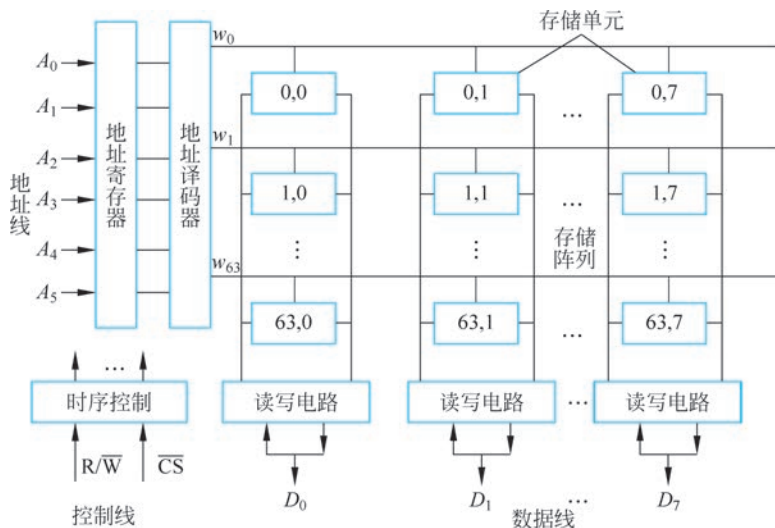 存储单元
w₀
A₀
0,0
0,1
0,7
A₁
…
w₁
地址线
地址寄存器
地址译码器
A₂
1,0
1,1
…
1,7
A₃
⋮
⋮
存储阵列
⋮
A₄
w₆₃
A₅
63,0
63,1
…
63,7
…
时序控制
读写电路
读写电路
…
读写电路
R/W̅
C̅S̅
D₀
D₁
…
D₇
控制线
数据线